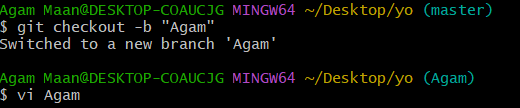 Agam Maan@DESKTOP-COAUCJG MINGW64 ~/Desktop/yo (master)
$ git checkout -b "Agam"
Switched to a new branch 'Agam'
Agam Maan@DESKTOP-COAUCJG MINGW64 ~/Desktop/yo (Agam)
$ vi Agam